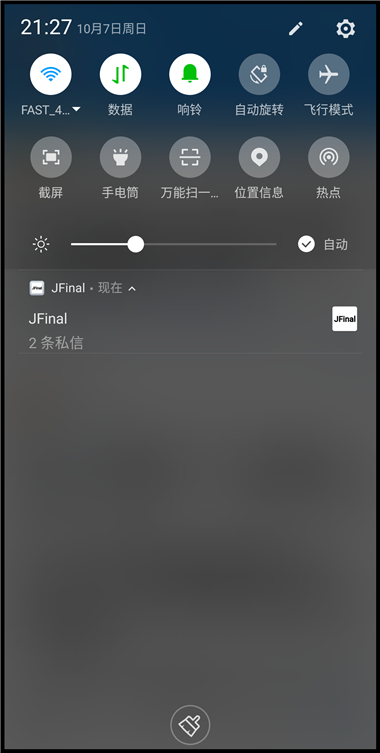 21:27 10月7日周日
FAST_4... 数据 响铃 自动旋转 飞行模式
截屏 手电筒 万能扫一... 位置信息 热点
自动
JFinal JFinal • 现在
JFinal JFinal
2 条私信